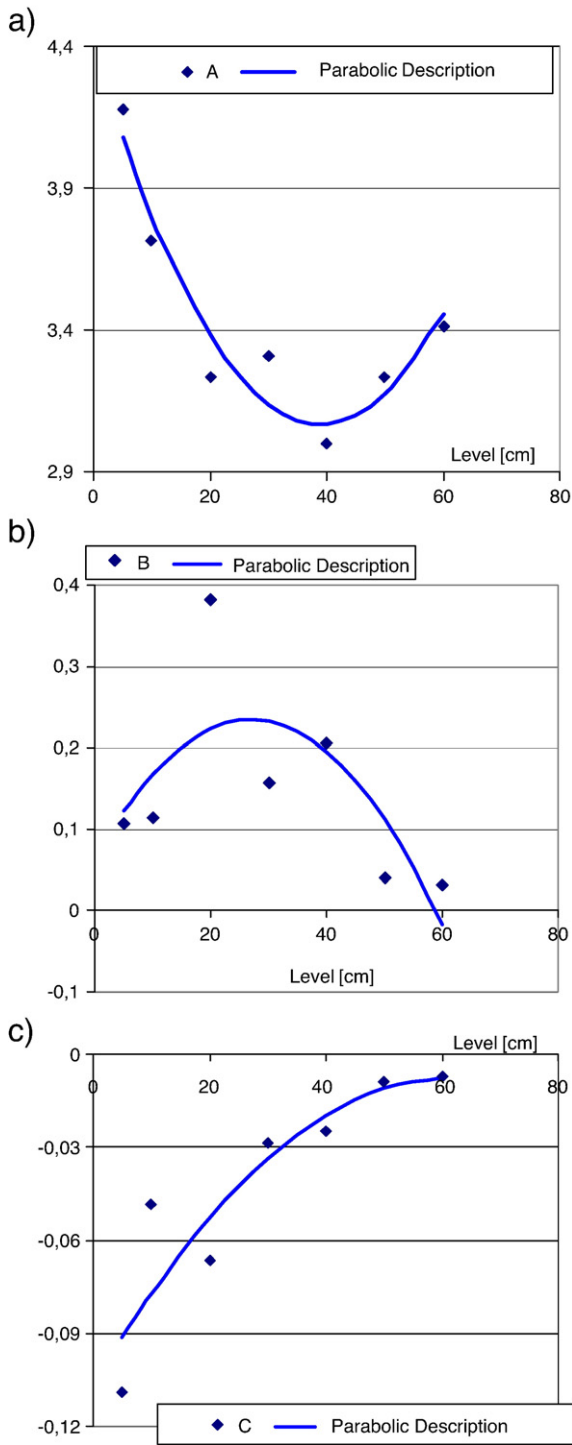 a)
4,4
A Parabolic Description
3,9
3,4
Level [cm]
2,9
0 20 40 60 80
b)
B Parabolic Description
0,4
0,3
0,2
0,1
0
0 20 40 60 80
Level [cm]
-0,1
c)
Level [cm]
0
0 20 40 60 80
-0,03
-0,06
-0,09
-0,12
C Parabolic Description